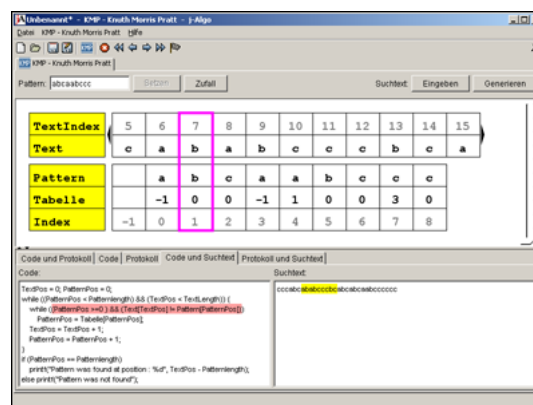 Unbenannt* - KMP - Knuth Morris Pratt - j-Algo
Datei KMP - Knuth Morris Pratt Hilfe
KMP - Knuth Morris Pratt
Pattern: abcaabccc Setzen Zufall Suchtext: Eingeben Generieren
TextIndex 5 6 7 8 9 10 11 12 13 14 15
Text c a b a b c c c b c a
Pattern a b c a a b c c c
Tabelle -1 0 0 -1 1 0 0 3 0
Index -1 0 1 2 3 4 5 6 7 8
Code und Protokoll Code Protokoll Code und Suchtext Protokoll und Suchtext
Code: Suchtext:
TextPos = 0; PatternPos = 0;
while ((PatternPos < Patternlength) && (TextPos < TextLength)) {
while ((PatternPos >=0 ) && (Text[TextPos] != Pattern[PatternPos]))
PatternPos = Tabelle[PatternPos];
TextPos = TextPos + 1;
PatternPos = PatternPos + 1;
}
if (PatternPos == Patternlength)
printf("Pattern was found at position : %d", TextPos - Patternlength);
else printf("Pattern was not found");